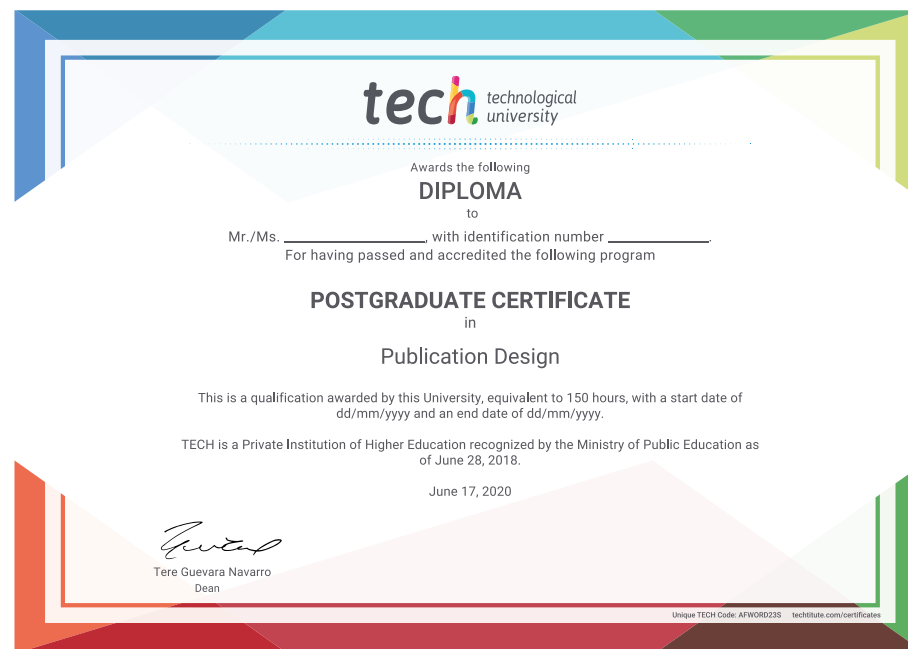 tech technological
university
Awards the following
DIPLOMA
to
Mr./Ms. ____________________, with identification number ______________.
For having passed and accredited the following program
POSTGRADUATE CERTIFICATE
in
Publication Design
This is a qualification awarded by this University, equivalent to 150 hours, with a start date of
dd/mm/yyyy and an end date of dd/mm/yyyy.
TECH is a Private Institution of Higher Education recognized by the Ministry of Public Education as
of June 28, 2018.
June 17, 2020
Tere Guevara Navarro
Dean
Unique TECH Code: AFWORD23S techtitute.com/certificates